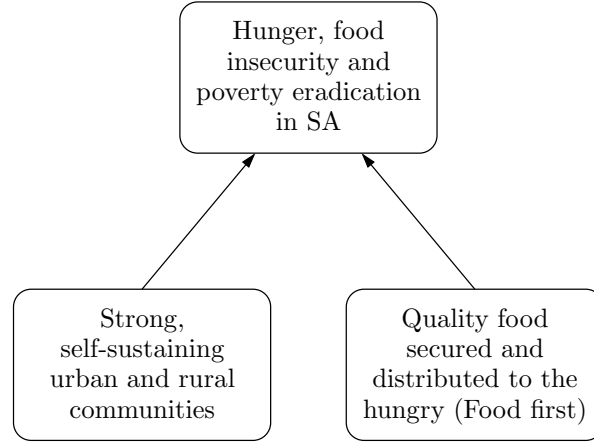 Hunger, food
insecurity and
poverty eradication
in SA
Strong,
self-sustaining
urban and rural
communities
Quality food
secured and
distributed to the
hungry (Food first)